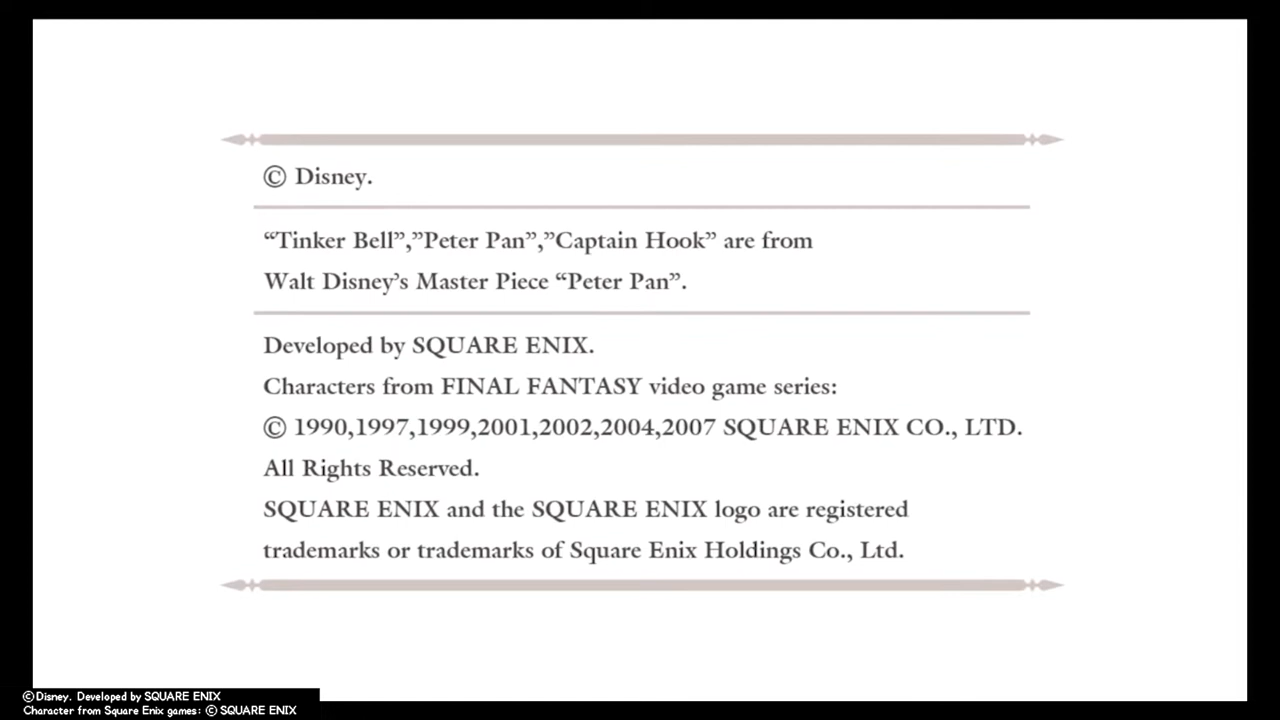 © Disney.
“Tinker Bell”,”Peter Pan”,”Captain Hook” are from
Walt Disney’s Master Piece “Peter Pan”.
Developed by SQUARE ENIX.
Characters from FINAL FANTASY video game series:
© 1990,1997,1999,2001,2002,2004,2007 SQUARE ENIX CO., LTD.
All Rights Reserved.
SQUARE ENIX and the SQUARE ENIX logo are registered
trademarks or trademarks of Square Enix Holdings Co., Ltd.
©Disney. Developed by SQUARE ENIX
Character from Square Enix games: © SQUARE ENIX